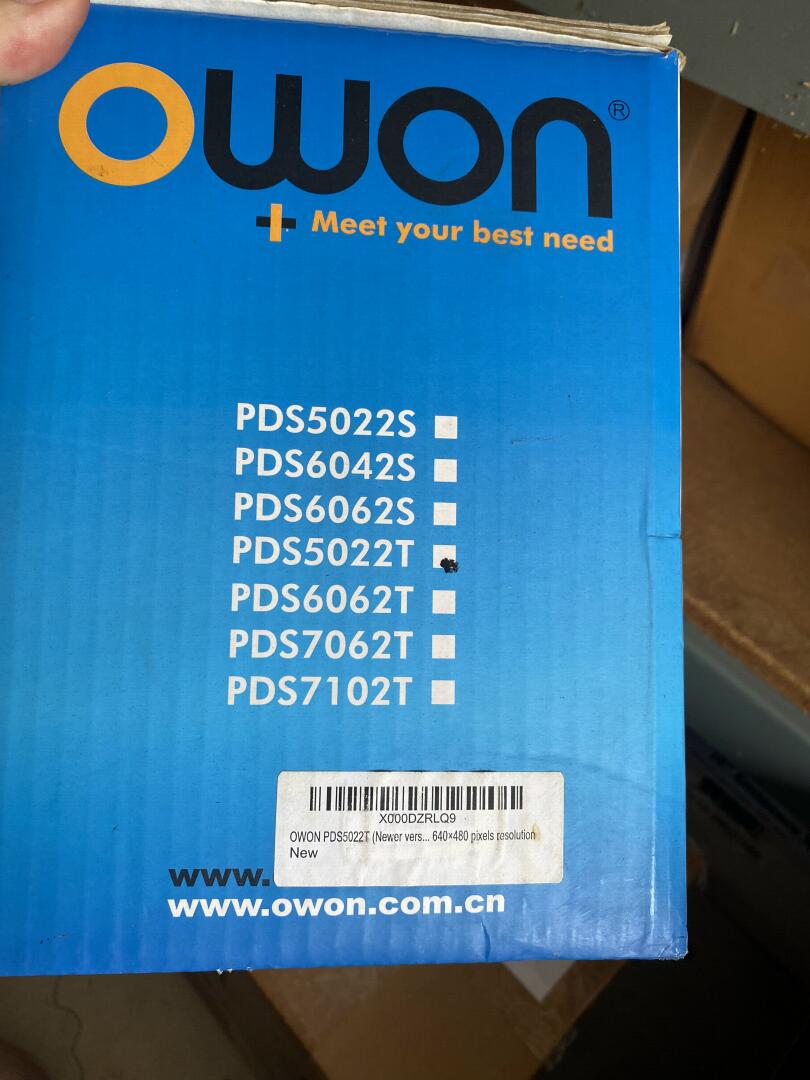 owon®
Meet your best need
PDS5022S
PDS6042S
PDS6062S
PDS5022T
PDS6062T
PDS7062T
PDS7102T
X000DZRLQ9
OWON PDS5022T (Newer vers... 640×480 pixels resolution
New
www.
www.owon.com.cn